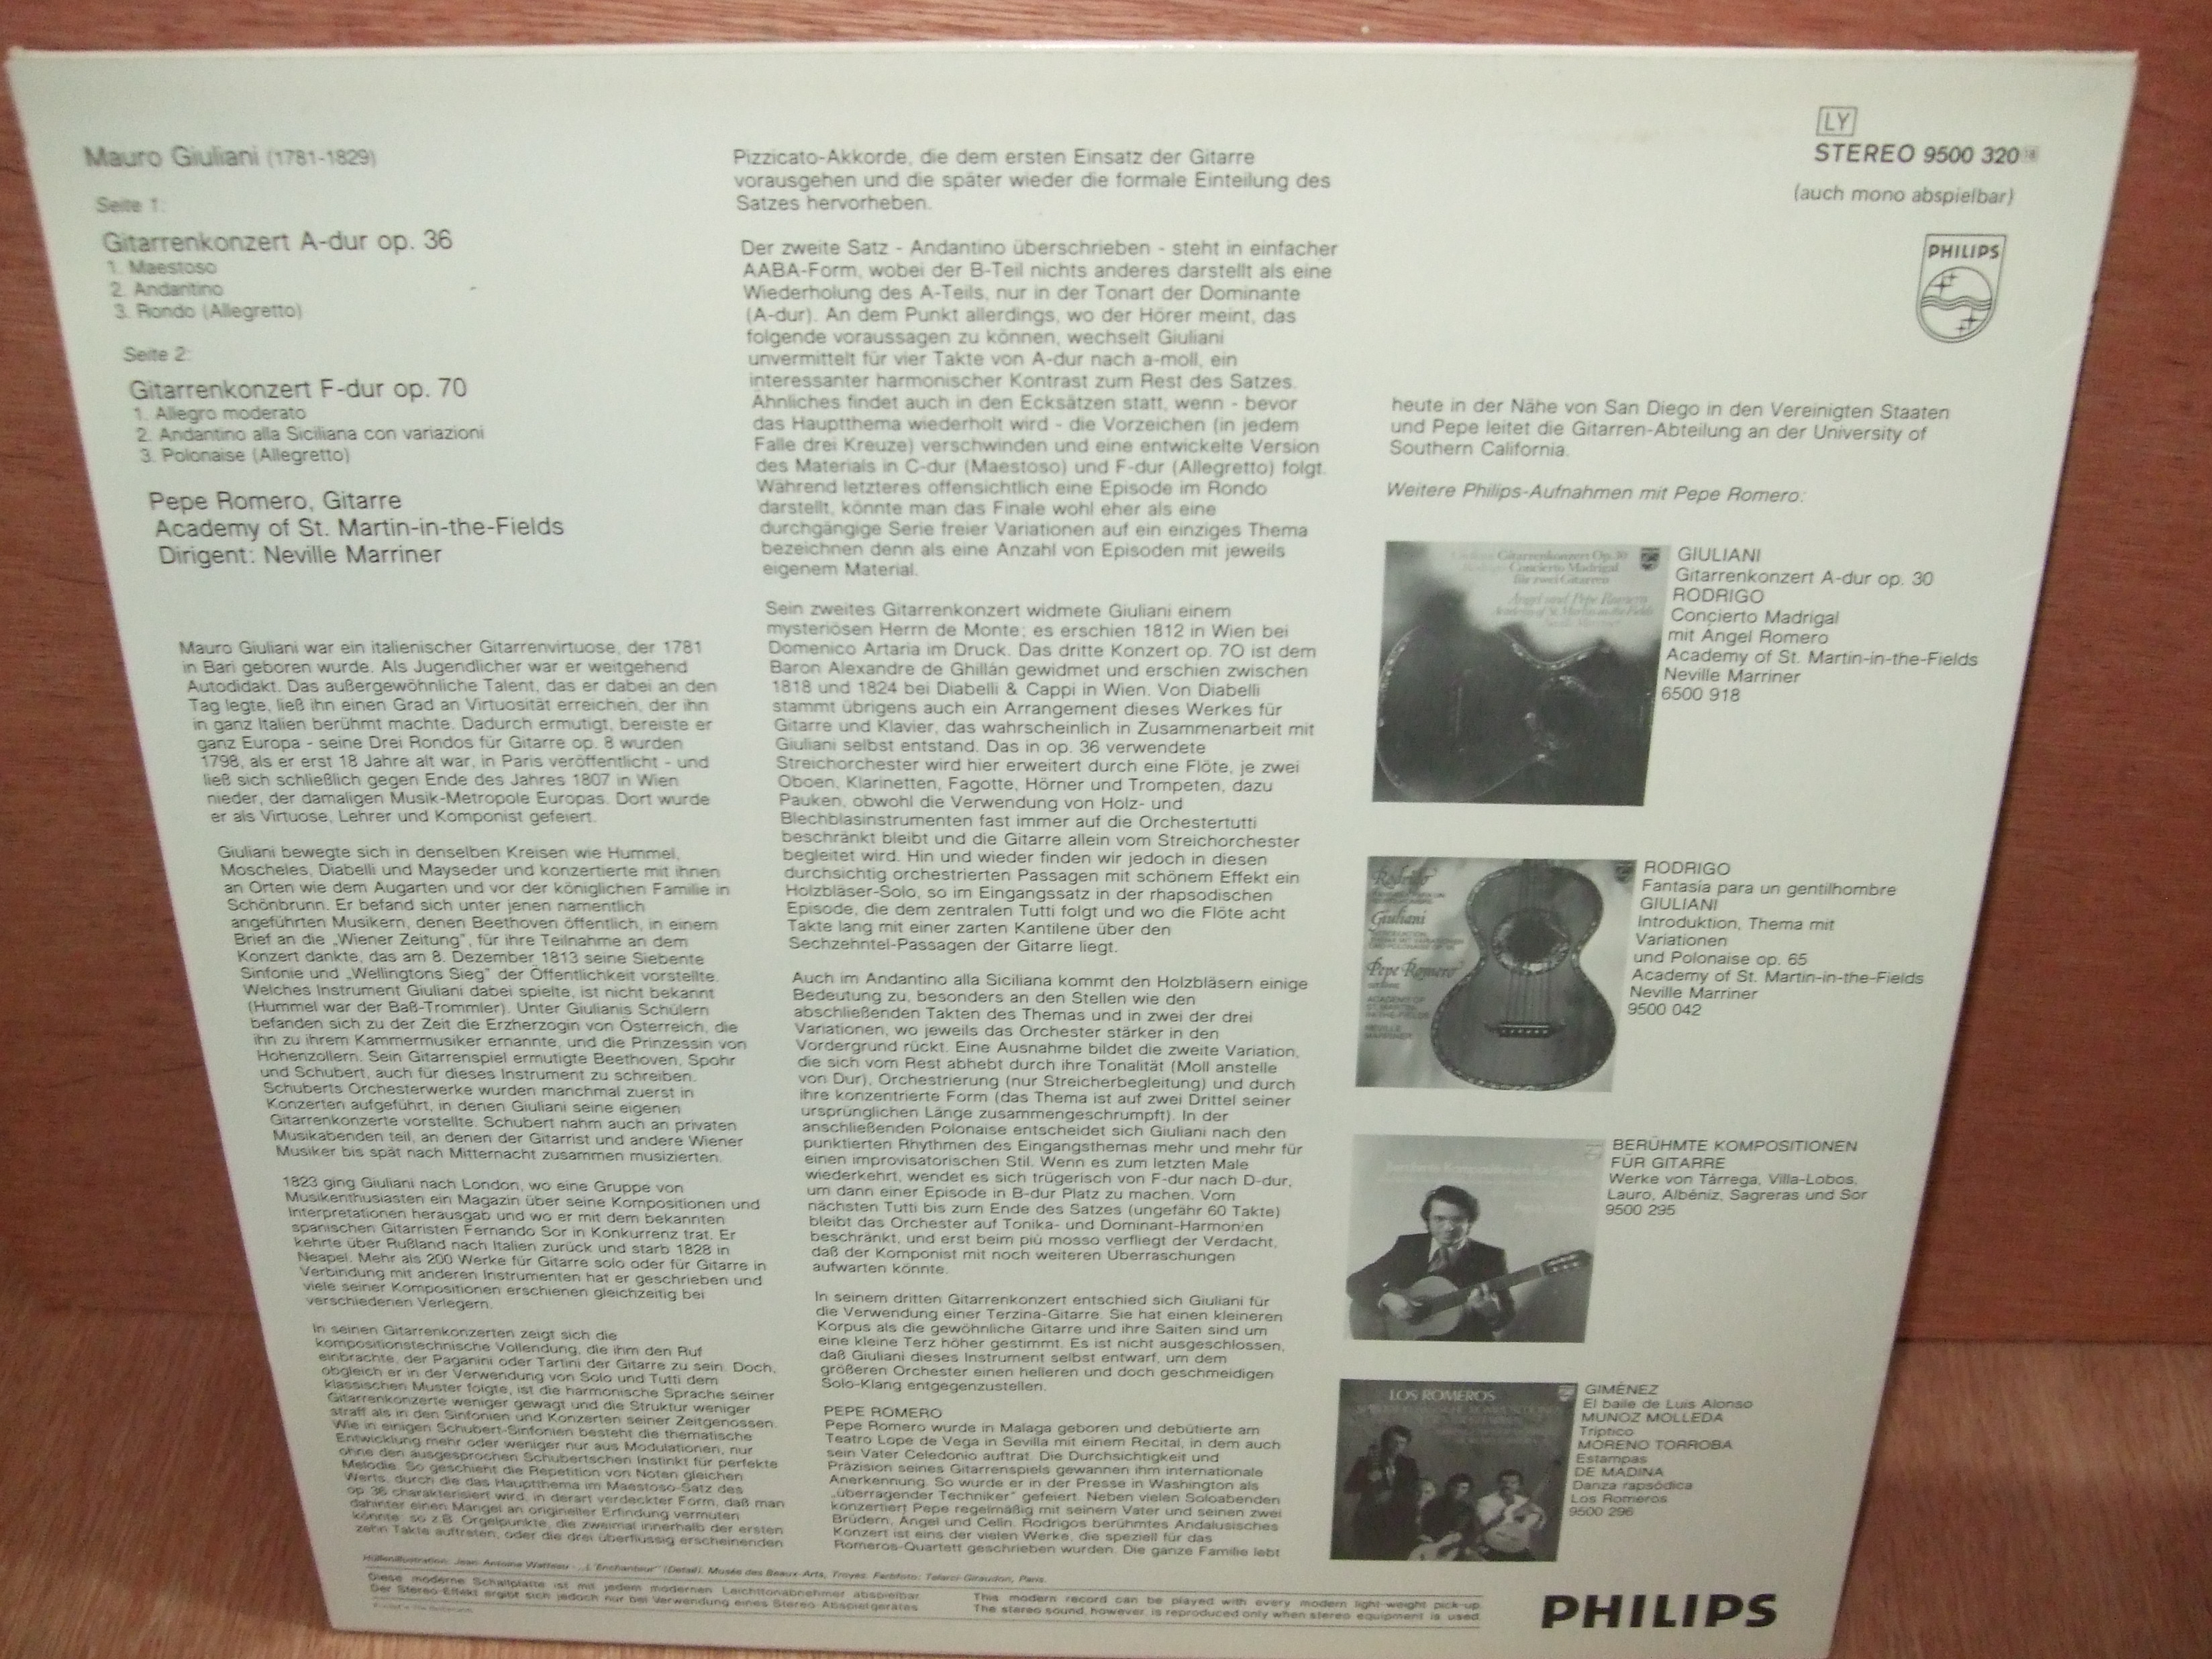 Mauro Giuliani (1781-1829)
Seite 1:
Gitarrenkonzert A-dur op. 36
1. Maestoso
2. Andantino
3. Rondo (Allegretto)
Seite 2:
Gitarrenkonzert F-dur op. 70
1. Allegro moderato
2. Andantino alla Siciliana con variazioni
3. Polonaise (Allegretto)
Pepe Romero, Gitarre
Academy of St. Martin-in-the-Fields
Dirigent: Neville Marriner
Mauro Giuliani war ein italienischer Gitarrenvirtuose, der 1781
in Bari geboren wurde. Als Jugendlicher war er weitgehend
Autodidakt. Das außergewöhnliche Talent, das er dabei an den
Tag legte, ließ ihn einen Grad an Virtuosität erreichen, der ihn
in ganz Italien berühmt machte. Dadurch ermutigt, bereiste er
ganz Europa - seine Drei Rondos für Gitarre op. 8 wurden
1798, als er erst 18 Jahre alt war, in Paris veröffentlicht - und
ließ sich schließlich gegen Ende des Jahres 1807 in Wien
nieder, der damaligen Musik-Metropole Europas. Dort wurde
er als Virtuose, Lehrer und Komponist gefeiert.
Giuliani bewegte sich in denselben Kreisen wie Hummel,
Moscheles, Diabelli und Mayseder und konzertierte mit ihnen
an Orten wie dem Augarten und vor der königlichen Familie in
Schönbrunn. Er befand sich unter jenen namentlich
angeführten Musikern, denen Beethoven öffentlich, in einem
Brief an die „Wiener Zeitung", für ihre Teilnahme an dem
Konzert dankte, das am 8. Dezember 1813 seine Siebente
Sinfonie und „Wellingtons Sieg" der Öffentlichkeit vorstellte.
Welches Instrument Giuliani dabei spielte, ist nicht bekannt
(Hummel war der Baß-Trommler). Unter Giulianis Schülern
befanden sich zu der Zeit die Erzherzogin von Österreich, die
ihn zu ihrem Kammermusiker ernannte, und die Prinzessin von
Hohenzollern. Sein Gitarrenspiel ermutigte Beethoven, Spohr
und Schubert, auch für dieses Instrument zu schreiben.
Schuberts Orchesterwerke wurden manchmal zuerst in
Konzerten aufgeführt, in denen Giuliani seine eigenen
Gitarrenkonzerte vorstellte. Schubert nahm auch an privaten
Musikabenden teil, an denen der Gitarrist und andere Wiener
Musiker bis spät nach Mitternacht zusammen musizierten.
1823 ging Giuliani nach London, wo eine Gruppe von
Musikenthusiasten ein Magazin über seine Kompositionen und
Interpretationen herausgab und wo er mit dem bekannten
spanischen Gitarristen Fernando Sor in Konkurrenz trat. Er
kehrte über Rußland nach Italien zurück und starb 1828 in
Neapel. Mehr als 200 Werke für Gitarre solo oder für Gitarre in
Verbindung mit anderen Instrumenten hat er geschrieben und
viele seiner Kompositionen erschienen gleichzeitig bei
verschiedenen Verlegern.
In seinen Gitarrenkonzerten zeigt sich die
kompositionstechnische Vollendung, die ihm den Ruf
einbrachte, der Paganini oder Tartini der Gitarre zu sein. Doch,
obgleich er in der Verwendung von Solo und Tutti dem
klassischen Muster folgte, ist die harmonische Sprache seiner
Gitarrenkonzerte weniger gewagt und die Struktur weniger
straff als in den Sinfonien und Konzerten seiner Zeitgenossen.
Wie in einigen Schubert-Sinfonien besteht die thematische
Entwicklung mehr oder weniger nur aus Modulationen, nur
ohne den ausgesprochen Schubertschen Instinkt für perfekte
Melodie. So geschieht die Repetition von Noten gleichen
Werts, durch die das Hauptthema im Maestoso-Satz des
op. 36 charakterisiert wird, in derart verdeckter Form, daß man
dahinter einen Mangel an origineller Erfindung vermuten
könnte: so z.B. Orgelpunkte, die zweimal innerhalb der ersten
zehn Takte auftreten, oder die drei überflüssig erscheinenden
Pizzicato-Akkorde, die dem ersten Einsatz der Gitarre
vorausgehen und die später wieder die formale Einteilung des
Satzes hervorheben.
Der zweite Satz - Andantino überschrieben - steht in einfacher
AABA-Form, wobei der B-Teil nichts anderes darstellt als eine
Wiederholung des A-Teils, nur in der Tonart der Dominante
(A-dur). An dem Punkt allerdings, wo der Hörer meint, das
folgende voraussagen zu können, wechselt Giuliani
unvermittelt für vier Takte von A-dur nach a-moll, ein
interessanter harmonischer Kontrast zum Rest des Satzes.
Ähnliches findet auch in den Ecksätzen statt, wenn - bevor
das Hauptthema wiederholt wird - die Vorzeichen (in jedem
Falle drei Kreuze) verschwinden und eine entwickelte Version
des Materials in C-dur (Maestoso) und F-dur (Allegretto) folgt.
Während letzteres offensichtlich eine Episode im Rondo
darstellt, könnte man das Finale wohl eher als eine
durchgängige Serie freier Variationen auf ein einziges Thema
bezeichnen denn als eine Anzahl von Episoden mit jeweils
eigenem Material.
Sein zweites Gitarrenkonzert widmete Giuliani einem
mysteriösen Herrn de Monte; es erschien 1812 in Wien bei
Domenico Artaria im Druck. Das dritte Konzert op. 70 ist dem
Baron Alexandre de Ghillán gewidmet und erschien zwischen
1818 und 1824 bei Diabelli & Cappi in Wien. Von Diabelli
stammt übrigens auch ein Arrangement dieses Werkes für
Gitarre und Klavier, das wahrscheinlich in Zusammenarbeit mit
Giuliani selbst entstand. Das in op. 36 verwendete
Streichorchester wird hier erweitert durch eine Flöte, je zwei
Oboen, Klarinetten, Fagotte, Hörner und Trompeten, dazu
Pauken, obwohl die Verwendung von Holz- und
Blechblasinstrumenten fast immer auf die Orchestertutti
beschränkt bleibt und die Gitarre allein vom Streichorchester
begleitet wird. Hin und wieder finden wir jedoch in diesen
durchsichtig orchestrierten Passagen mit schönem Effekt ein
Holzbläser-Solo, so im Eingangssatz in der rhapsodischen
Episode, die dem zentralen Tutti folgt und wo die Flöte acht
Takte lang mit einer zarten Kantilene über den
Sechzehntel-Passagen der Gitarre liegt.
Auch im Andantino alla Siciliana kommt den Holzbläsern einige
Bedeutung zu, besonders an den Stellen wie den
abschließenden Takten des Themas und in zwei der drei
Variationen, wo jeweils das Orchester stärker in den
Vordergrund rückt. Eine Ausnahme bildet die zweite Variation,
die sich vom Rest abhebt durch ihre Tonalität (Moll anstelle
von Dur), Orchestrierung (nur Streicherbegleitung) und durch
ihre konzentrierte Form (das Thema ist auf zwei Drittel seiner
ursprünglichen Länge zusammengeschrumpft). In der
anschließenden Polonaise entscheidet sich Giuliani nach den
punktierten Rhythmen des Eingangsthemas mehr und mehr für
einen improvisatorischen Stil. Wenn es zum letzten Male
wiederkehrt, wendet es sich trügerisch von F-dur nach D-dur,
um dann einer Episode in B-dur Platz zu machen. Vom
nächsten Tutti bis zum Ende des Satzes (ungefähr 60 Takte)
bleibt das Orchester auf Tonika- und Dominant-Harmonien
beschränkt, und erst beim più mosso verfliegt der Verdacht,
daß der Komponist mit noch weiteren Überraschungen
aufwarten könnte.
In seinem dritten Gitarrenkonzert entschied sich Giuliani für
die Verwendung einer Terzina-Gitarre. Sie hat einen kleineren
Korpus als die gewöhnliche Gitarre und ihre Saiten sind um
eine kleine Terz höher gestimmt. Es ist nicht ausgeschlossen,
daß Giuliani dieses Instrument selbst entwarf, um dem
größeren Orchester einen helleren und doch geschmeidigen
Solo-Klang entgegenzustellen.
PEPE ROMERO
Pepe Romero wurde in Malaga geboren und debütierte am
Teatro Lope de Vega in Sevilla mit einem Recital, in dem auch
sein Vater Celedonio auftrat. Die Durchsichtigkeit und
Präzision seines Gitarrenspiels gewannen ihm internationale
Anerkennung. So wurde er in der Presse in Washington als
„überragender Techniker" gefeiert. Neben vielen Soloabenden
konzertiert Pepe regelmäßig mit seinem Vater und seinen zwei
Brüdern, Angel und Celin. Rodrigos berühmtes Andalusisches
Konzert ist eins der vielen Werke, die speziell für das
Romeros-Quartett geschrieben wurden. Die ganze Familie lebt
LY
STEREO 9500 320
(auch mono abspielbar)
PHILIPS
heute in der Nähe von San Diego in den Vereinigten Staaten
und Pepe leitet die Gitarren-Abteilung an der University of
Southern California.
Weitere Philips-Aufnahmen mit Pepe Romero:
Gitarrenkonzert Op. 30
Concierto Madrigal
für zwei Gitarren
Angel und Pepe Romero
GIULIANI
Gitarrenkonzert A-dur op. 30
RODRIGO
Concierto Madrigal
mit Angel Romero
Academy of St. Martin-in-the-Fields
Neville Marriner
6500 918
Rodrigo
Giuliani
Pepe Romero
RODRIGO
Fantasía para un gentilhombre
GIULIANI
Introduktion, Thema mit
Variationen
und Polonaise op. 65
Academy of St. Martin-in-the-Fields
Neville Marriner
9500 042
BERÜHMTE KOMPOSITIONEN
FÜR GITARRE
Werke von Tárrega, Villa-Lobos,
Lauro, Albéniz, Sagreras und Sor
9500 295
LOS ROMEROS
GIMÉNEZ
El baile de Luis Alonso
MUNOZ MOLLEDA
Triptico
MORENO TORROBA
Estampas
DE MADINA
Danza rapsódica
Los Romeros
9500 296
Hüllenillustration: Jean-Antoine Watteau - „L'Enchanteur" (Detail). Musée des Beaux-Arts, Troyes. Farbfoto: Telarci-Giraudon, Paris.
Diese moderne Schallplatte ist mit jedem modernen Leichttonabnehmer abspielbar.
Der Stereo-Effekt ergibt sich jedoch nur bei Verwendung eines Stereo-Abspielgerätes.
This modern record can be played with every modern light-weight pick-up.
The stereo sound, however, is reproduced only when stereo equipment is used.
PHILIPS